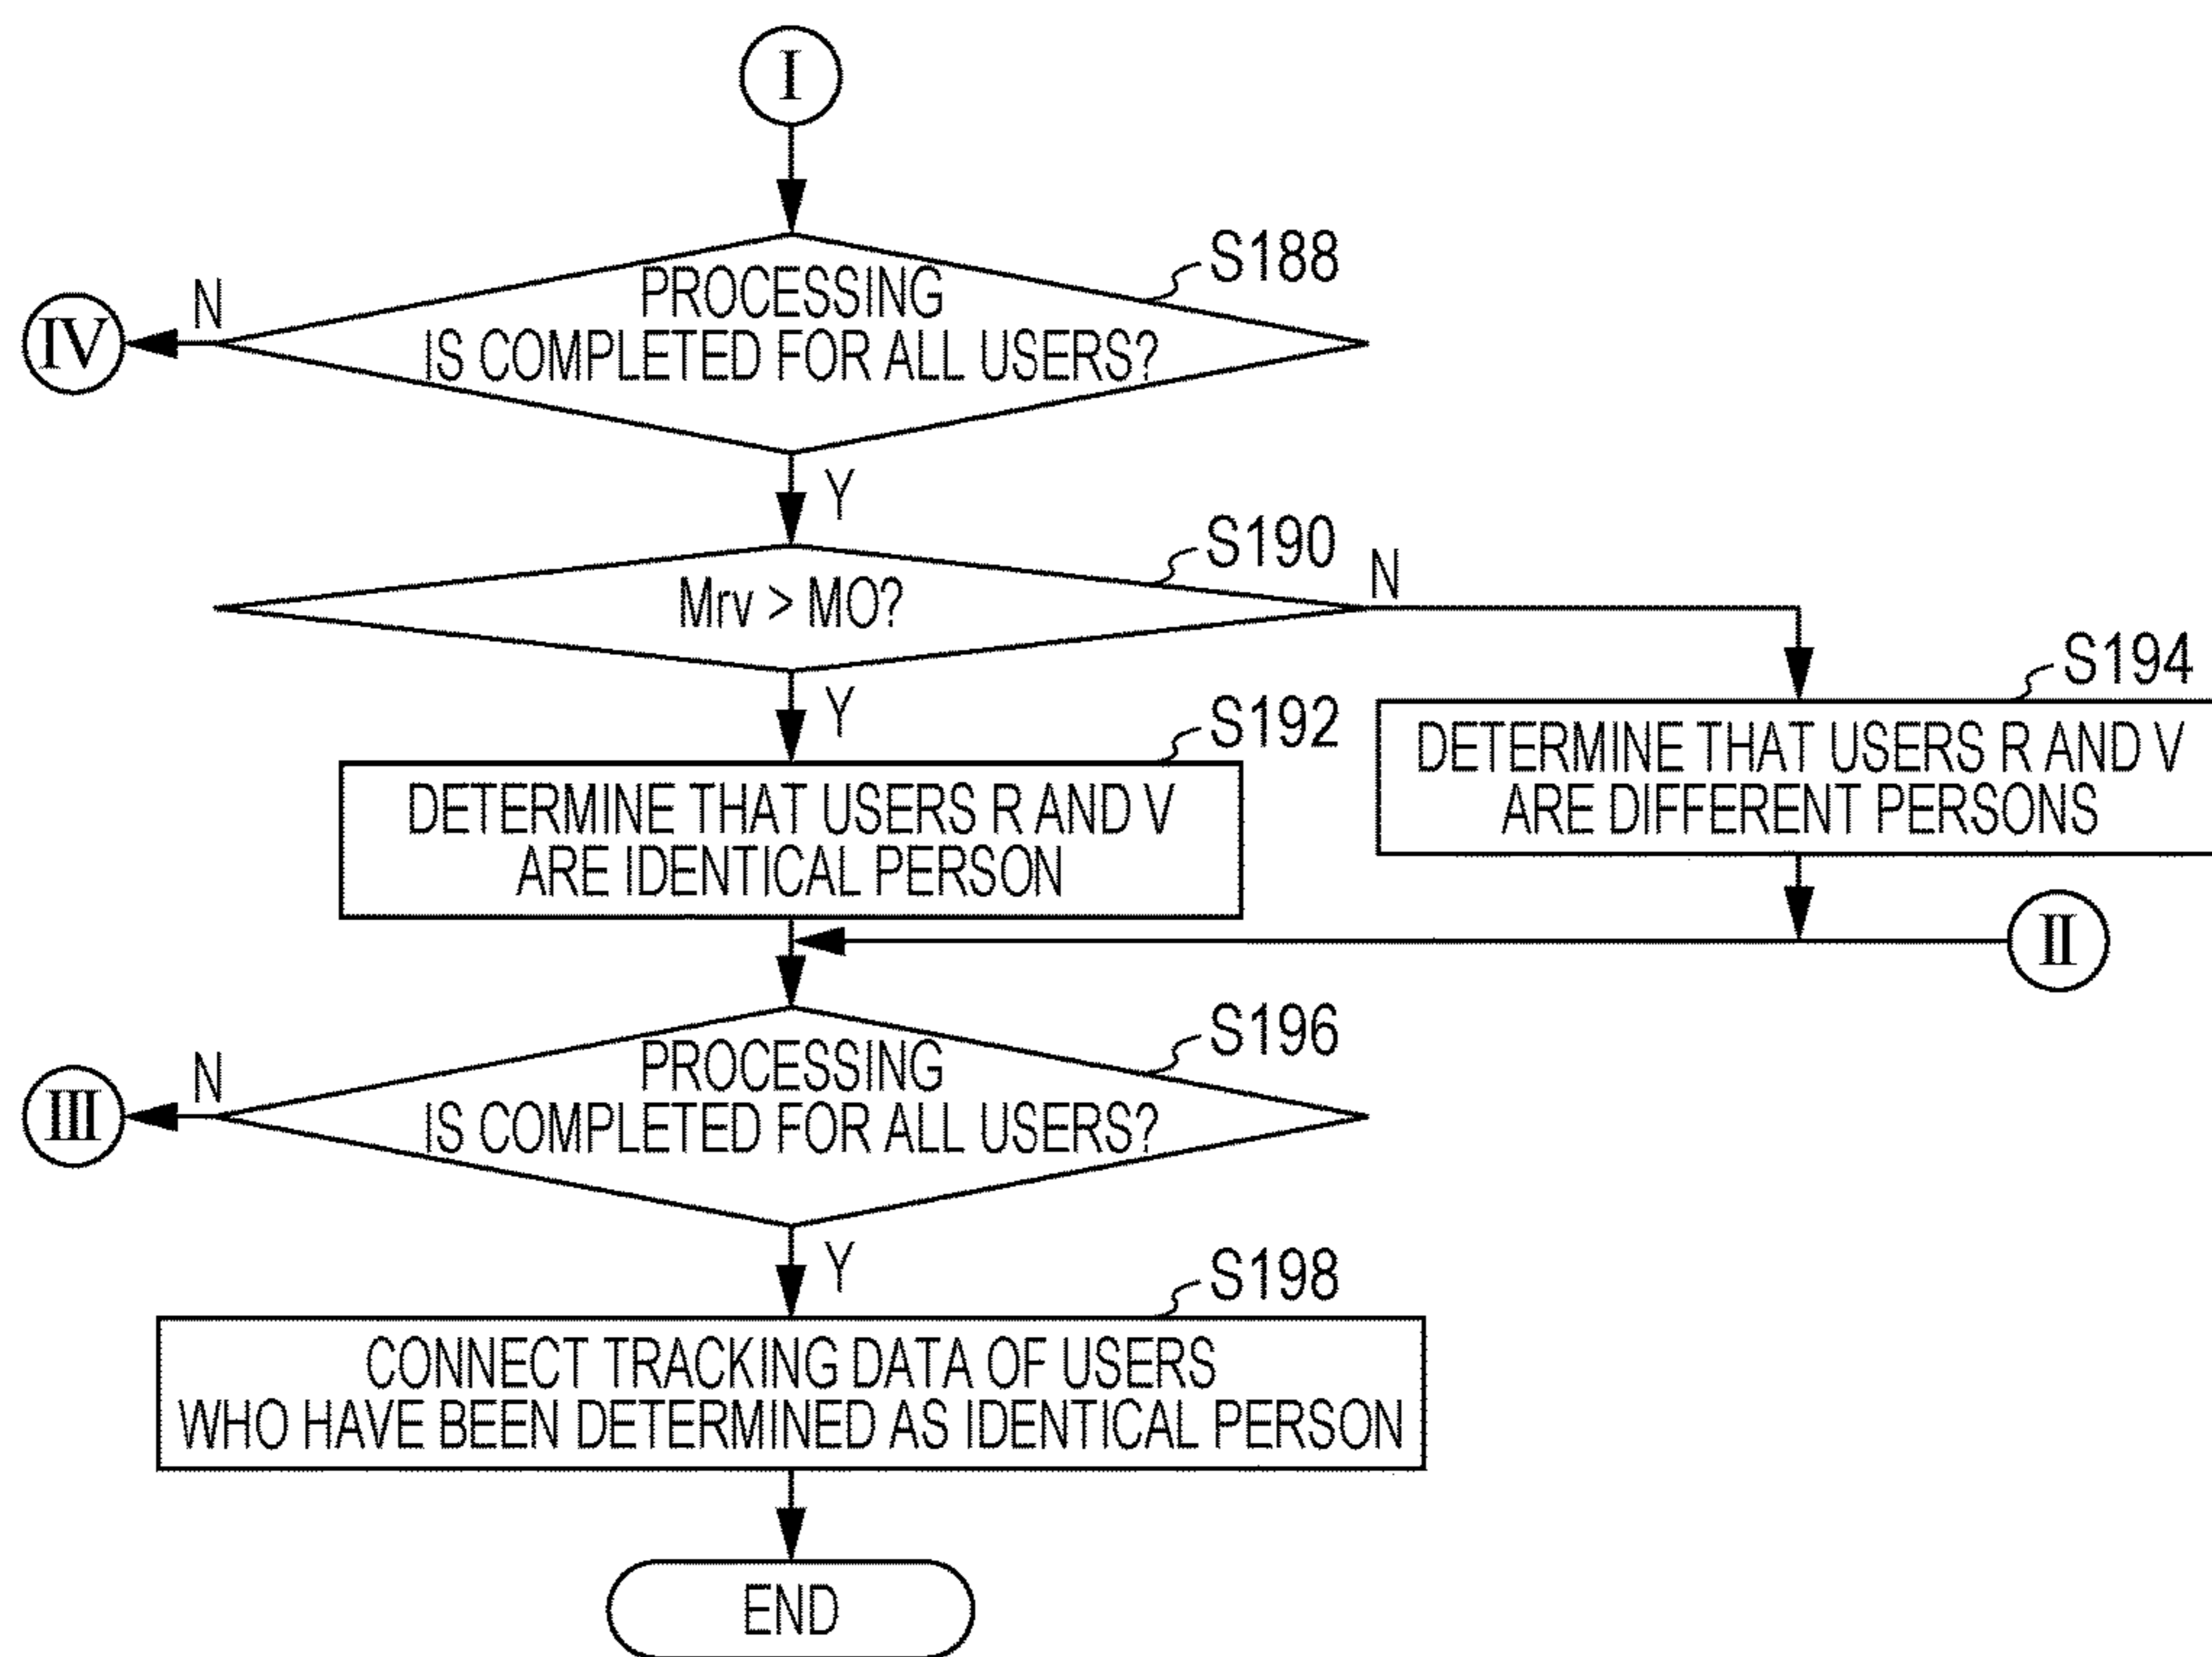 I
S188
PROCESSING
IS COMPLETED FOR ALL USERS?
N
IV
Y
S190
Mrv > MO?
N
Y
S192
DETERMINE THAT USERS R AND V
ARE IDENTICAL PERSON
S194
DETERMINE THAT USERS R AND V
ARE DIFFERENT PERSONS
II
S196
PROCESSING
IS COMPLETED FOR ALL USERS?
N
III
Y
S198
CONNECT TRACKING DATA OF USERS
WHO HAVE BEEN DETERMINED AS IDENTICAL PERSON
END